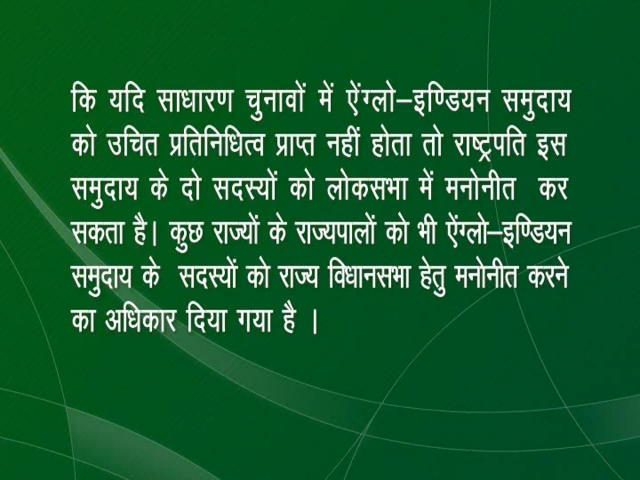 कि यदि साधारण चुनावों में ऐंग्लो–इण्डियन समुदाय
को उचित प्रतिनिधित्व प्राप्त नहीं होता तो राष्ट्रपति इस
समुदाय के दो सदस्यों को लोकसभा में मनोनीत कर
सकता है। कुछ राज्यों के राज्यपालों को भी ऐंग्लो–इण्डियन
समुदाय के सदस्यों को राज्य विधानसभा हेतु मनोनीत करने
का अधिकार दिया गया है ।